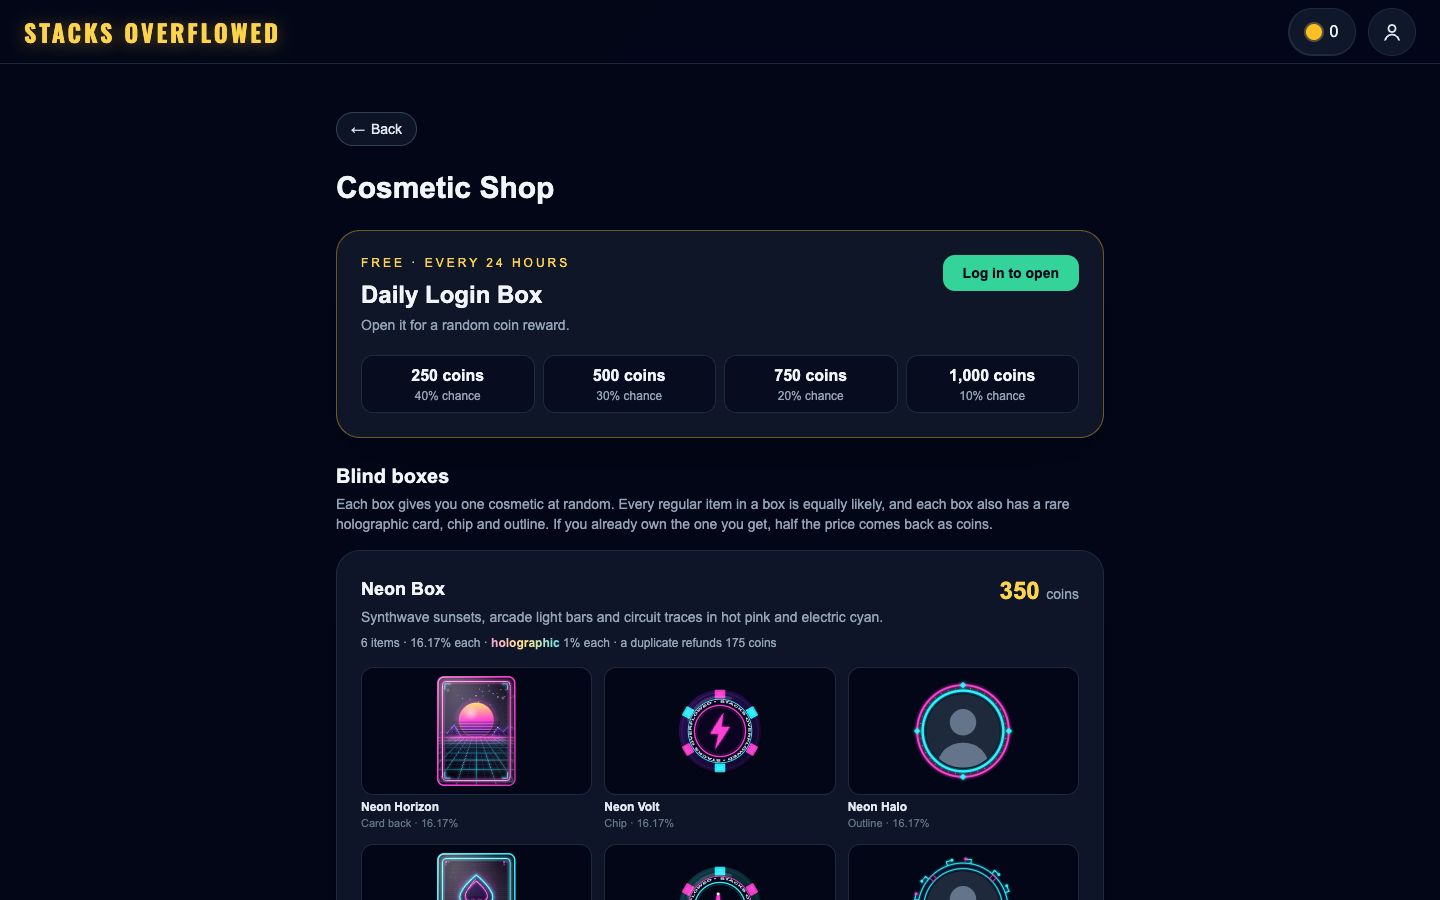 STACKS OVERFLOWED
0
← Back
Cosmetic Shop
FREE · EVERY 24 HOURS
Log in to open
Daily Login Box
Open it for a random coin reward.
250 coins
40% chance
500 coins
30% chance
750 coins
20% chance
1,000 coins
10% chance
Blind boxes
Each box gives you one cosmetic at random. Every regular item in a box is equally likely, and each box also has a rare
holographic card, chip and outline. If you already own the one you get, half the price comes back as coins.
Neon Box
350 coins
Synthwave sunsets, arcade light bars and circuit traces in hot pink and electric cyan.
6 items · 16.17% each · holographic 1% each · a duplicate refunds 175 coins
Neon Horizon
Card back · 16.17%
Neon Volt
Chip · 16.17%
Neon Halo
Outline · 16.17%